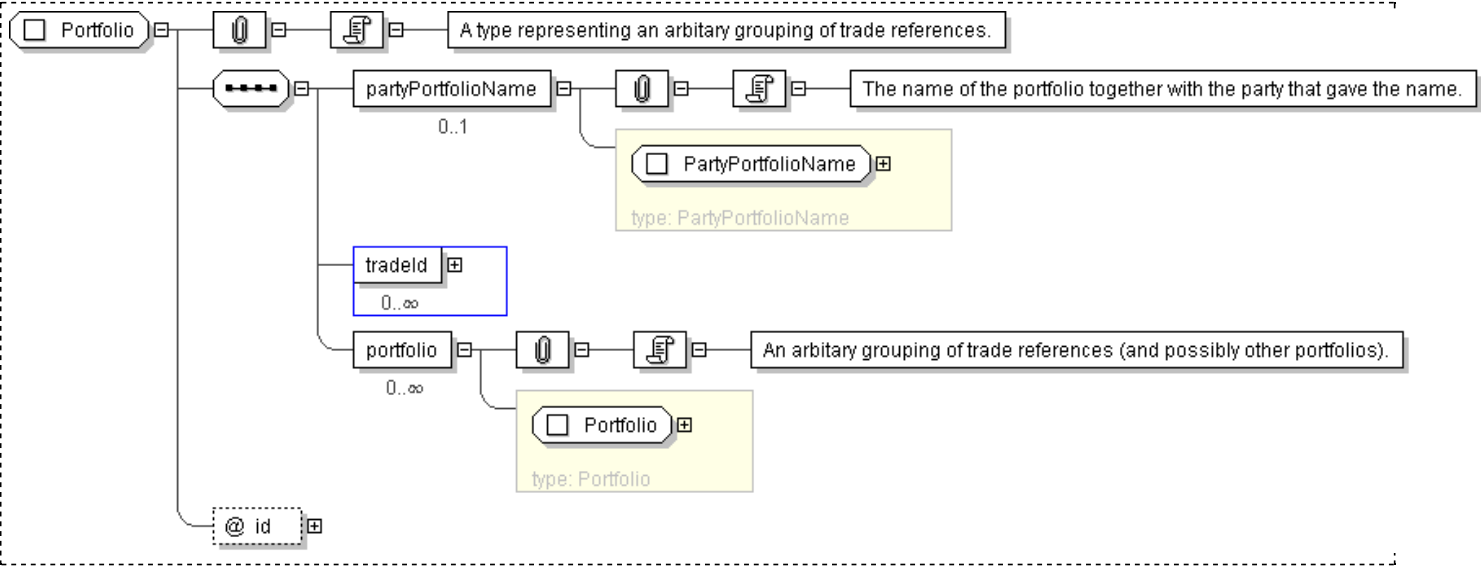 Portfolio
A type representing an arbitary grouping of trade references.
partyPortfolioName
The name of the portfolio together with the party that gave the name.
0..1
PartyPortfolioName
type: PartyPortfolioName
tradeId
0..∞
portfolio
An arbitary grouping of trade references (and possibly other portfolios).
0..∞
Portfolio
type: Portfolio
@ id